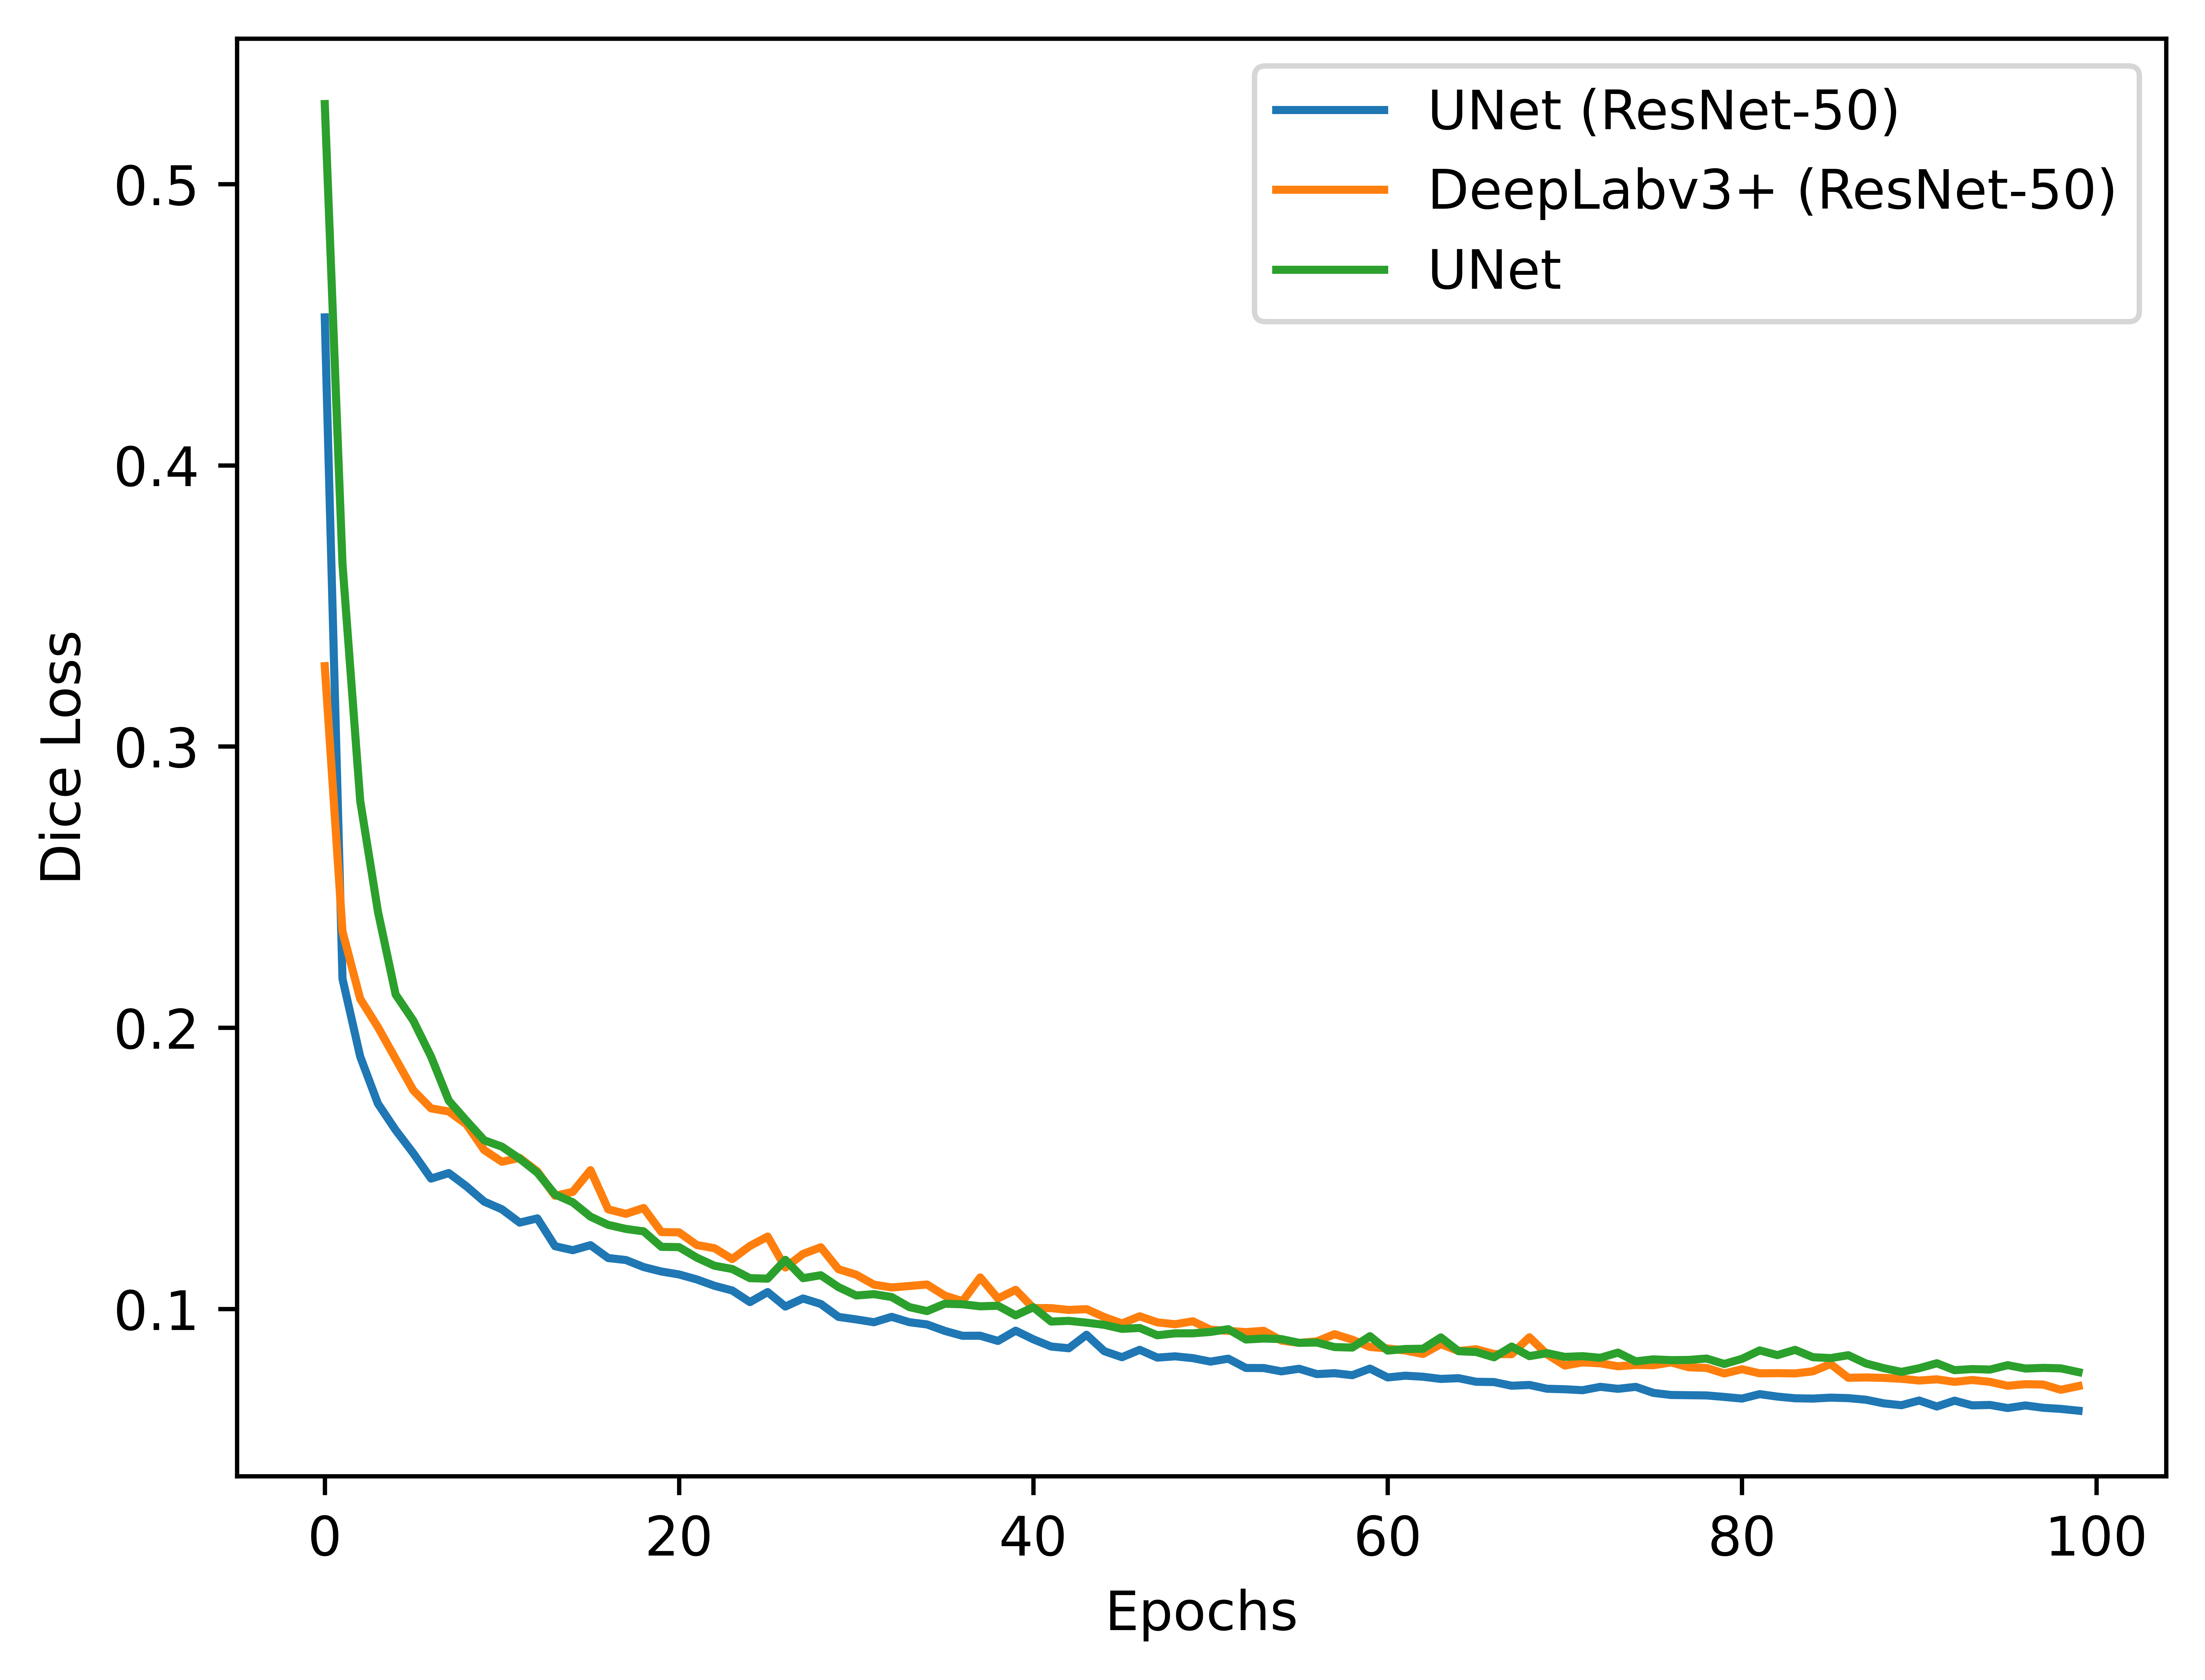 UNet (ResNet-50)
DeepLabv3+ (ResNet-50)
UNet
0.5
0.4
0.3
0.2
0.1
Dice Loss
0 20 40 60 80 100
Epochs